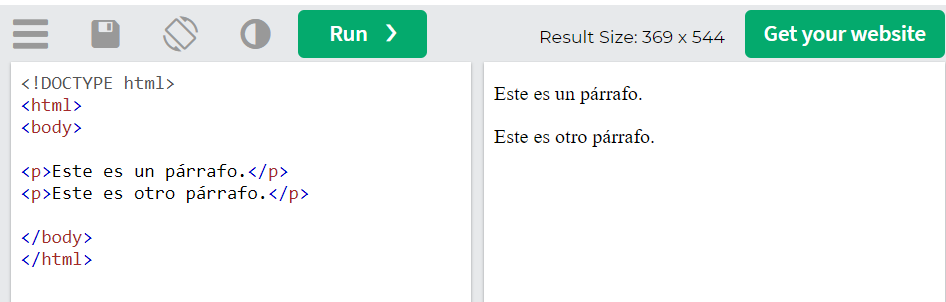 Run ❯ Result Size: 369 x 544 Get your website
<!DOCTYPE html>
<html>
<body>
<p>Este es un párrafo.</p>
<p>Este es otro párrafo.</p>
</body>
</html>
Este es un párrafo.
Este es otro párrafo.